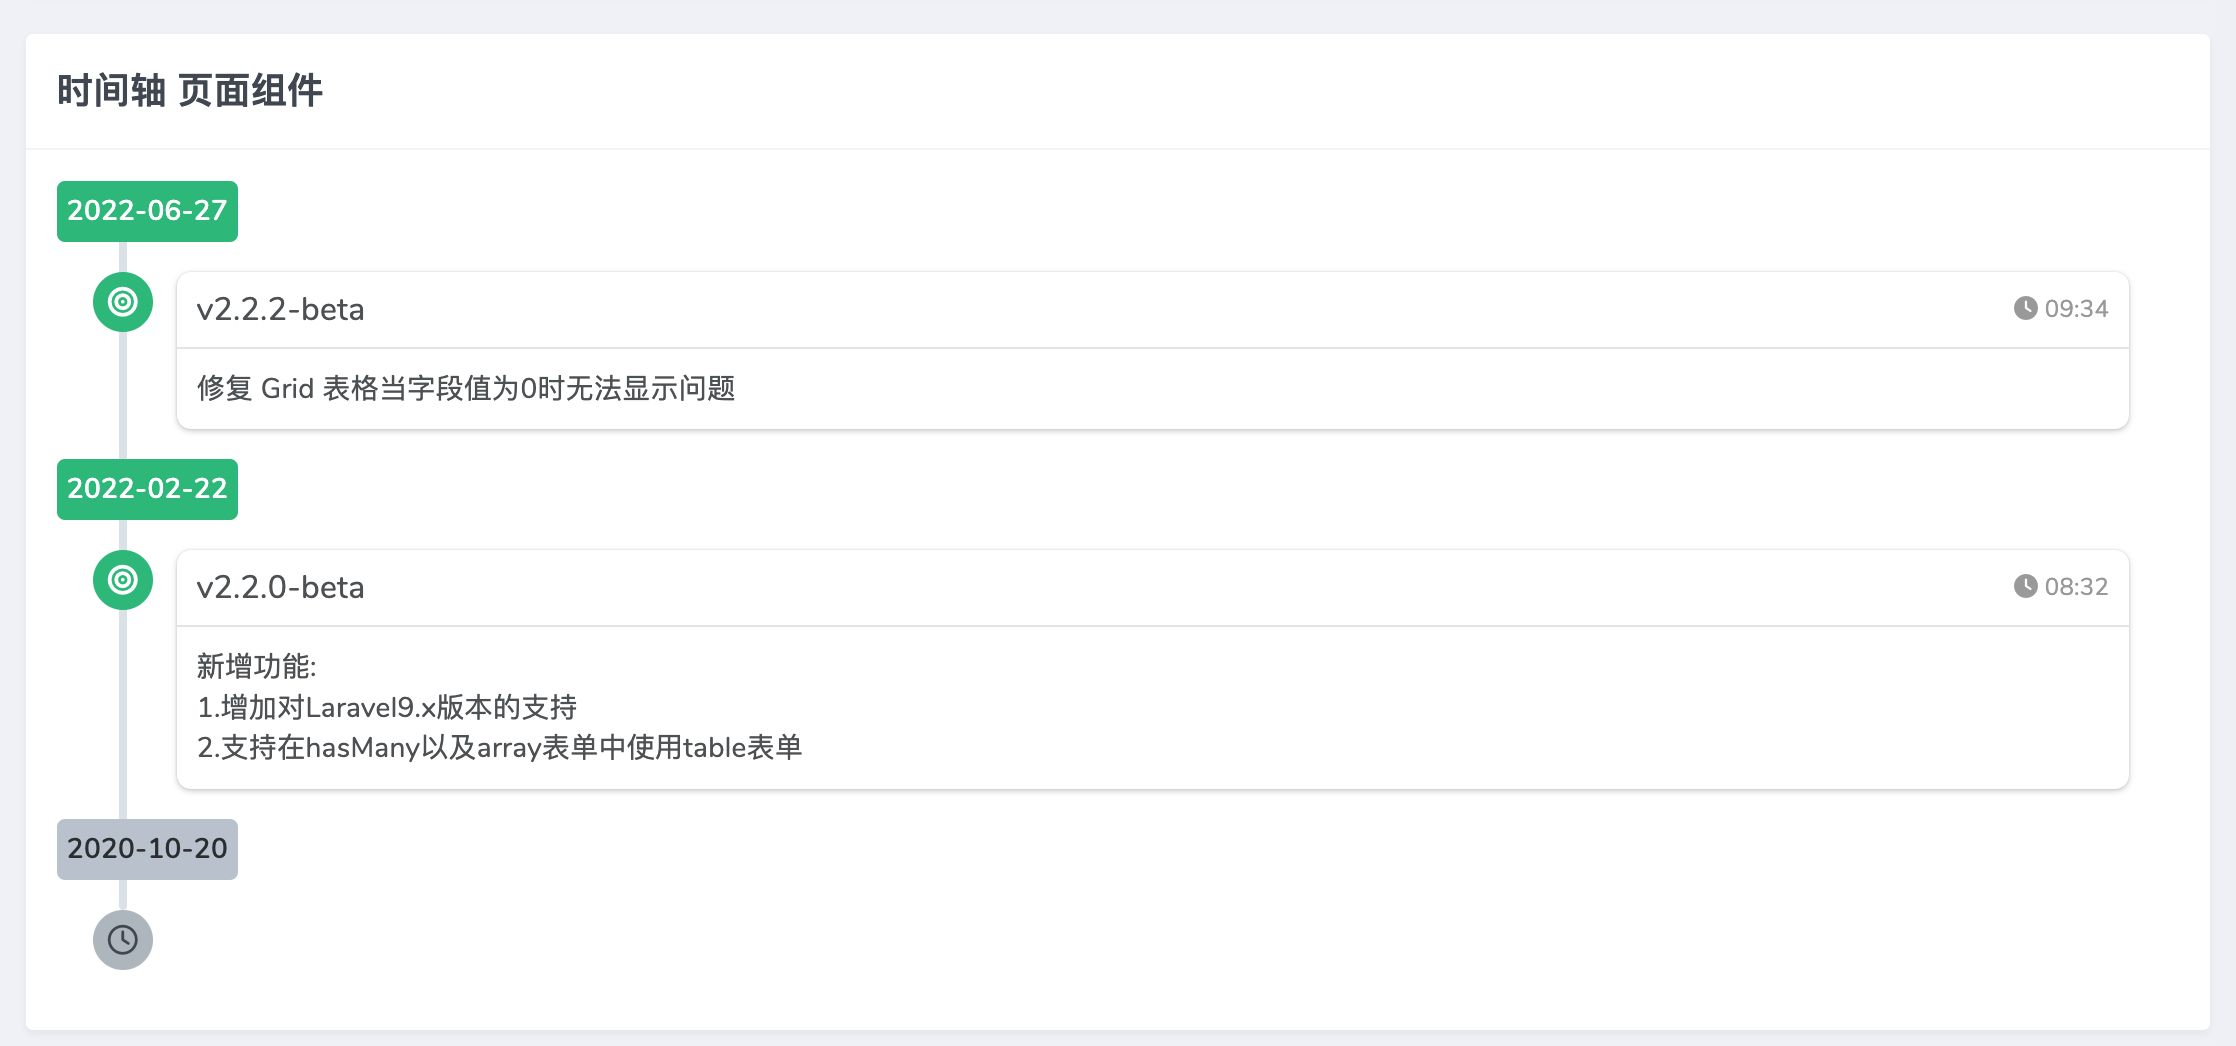 时间轴 页面组件
2022-06-27
v2.2.2-beta
09:34
修复 Grid 表格当字段值为0时无法显示问题
2022-02-22
v2.2.0-beta
08:32
新增功能:
1.增加对Laravel9.x版本的支持
2.支持在hasMany以及array表单中使用table表单
2020-10-20